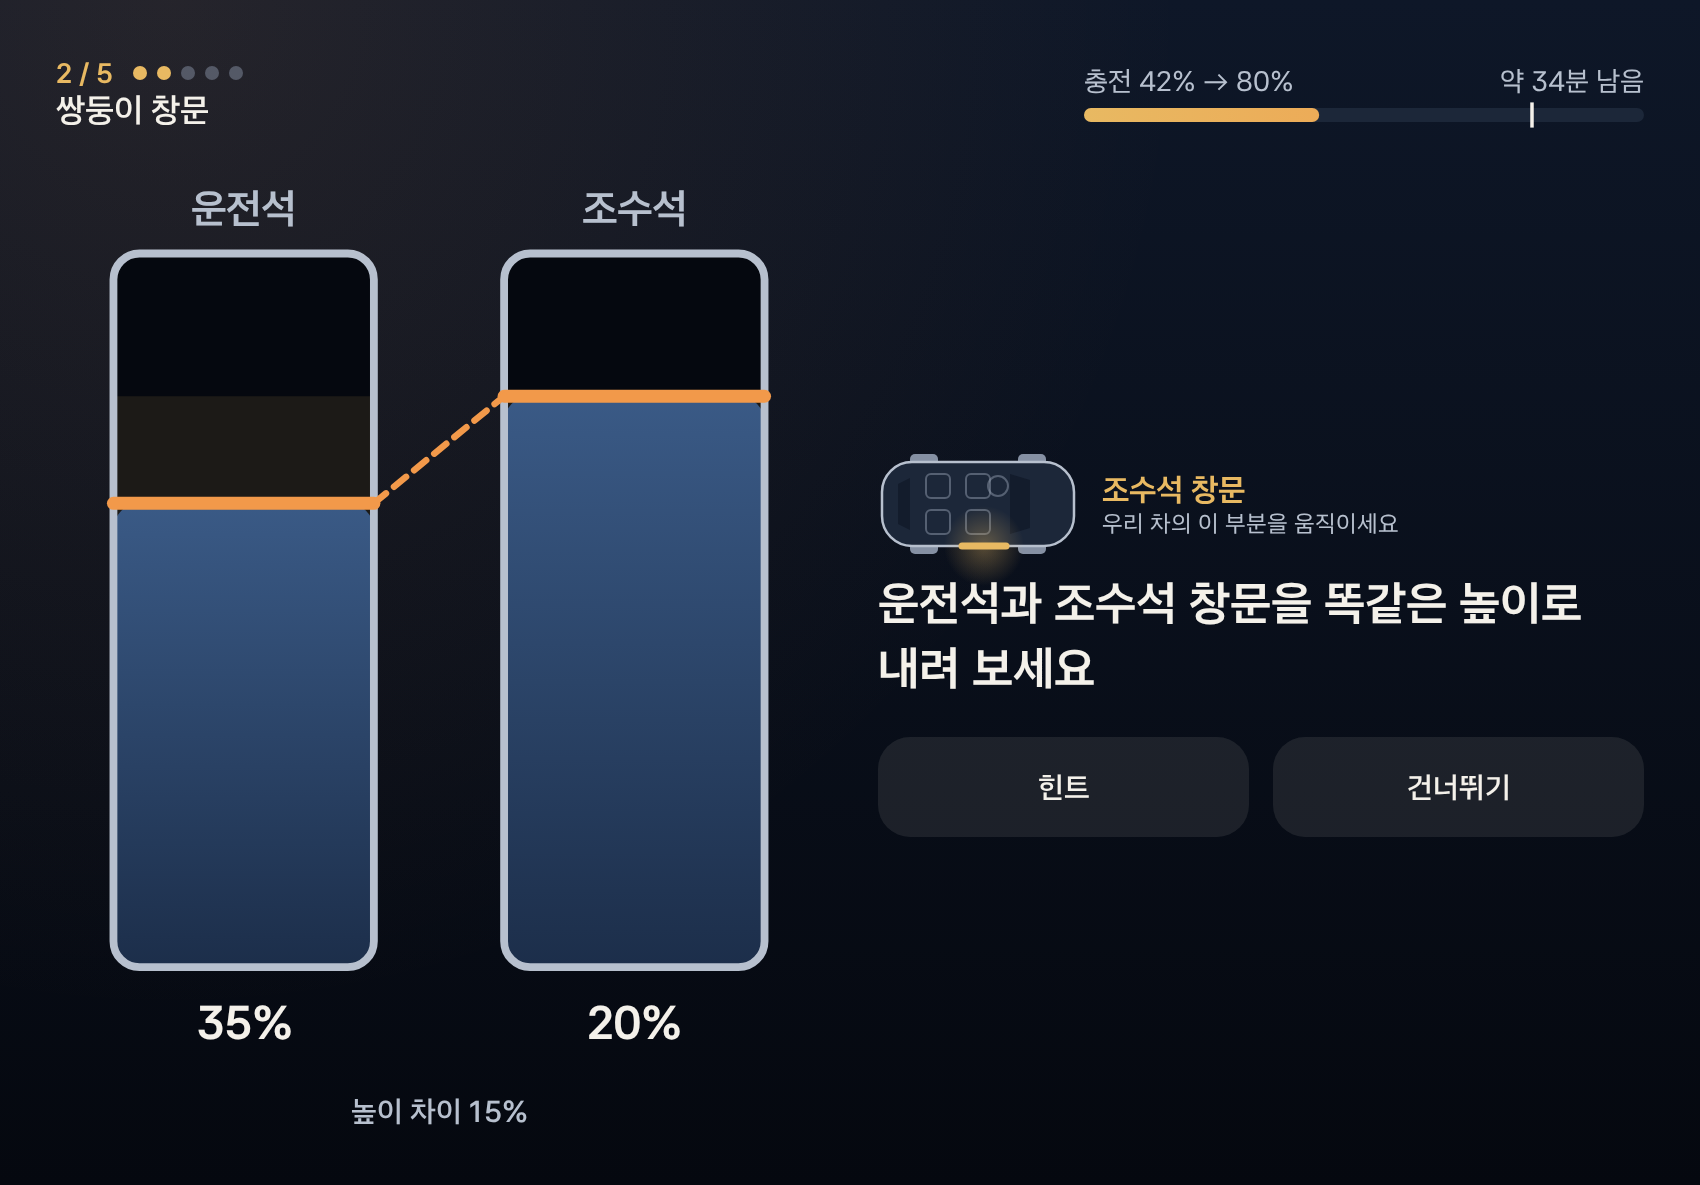 2 / 5
쌍둥이 창문
충전 42% → 80%
약 34분 남음
운전석
조수석
35%
20%
높이 차이 15%
조수석 창문
우리 차의 이 부분을 움직이세요
운전석과 조수석 창문을 똑같은 높이로
내려 보세요
힌트
건너뛰기